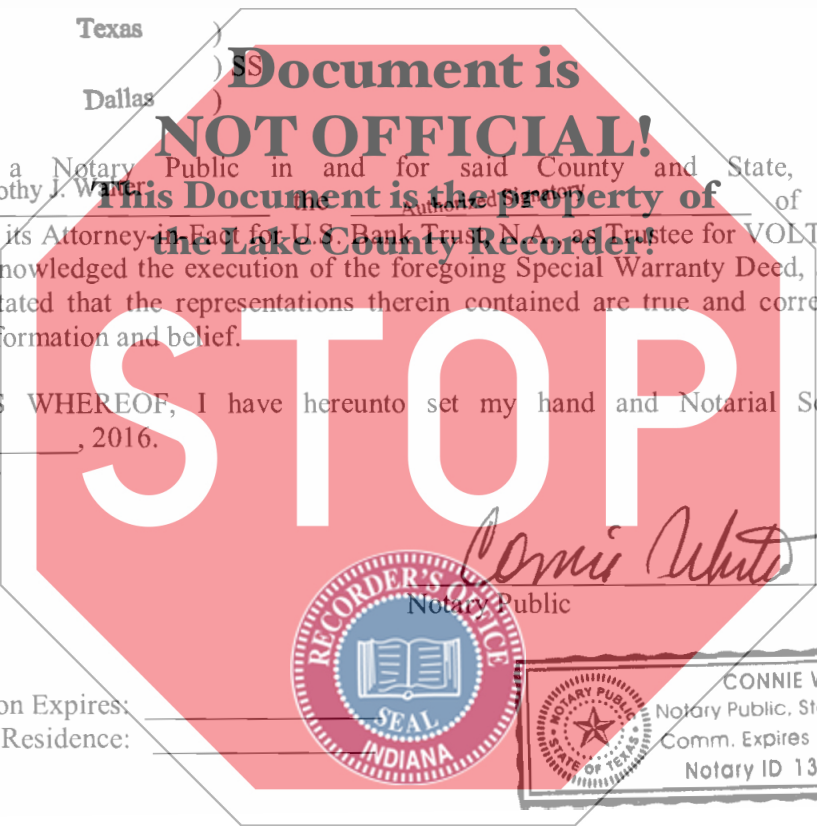 Texas )
) SS
Dallas )
Document is
NOT OFFICIAL!
a Notary Public in and for said County and State,
othy J. Walter the Authorized Signatory of
This Document is the property of
its Attorney-in-Fact for U.S. Bank Trust, N.A., as Trustee for VOLT
the Lake County Recorder!
nowledged the execution of the foregoing Special Warranty Deed,
tated that the representations therein contained are true and corre
formation and belief.
STOP
S WHEREOF, I have hereunto set my hand and Notarial Se
, 2016.
Connie White
Notary Public
RECORDER'S OFFICE
SEAL
INDIANA
on Expires:
Residence:
NOTARY PUBLIC
STATE OF TEXAS
CONNIE W
Notary Public, St
Comm. Expires
Notary ID 13